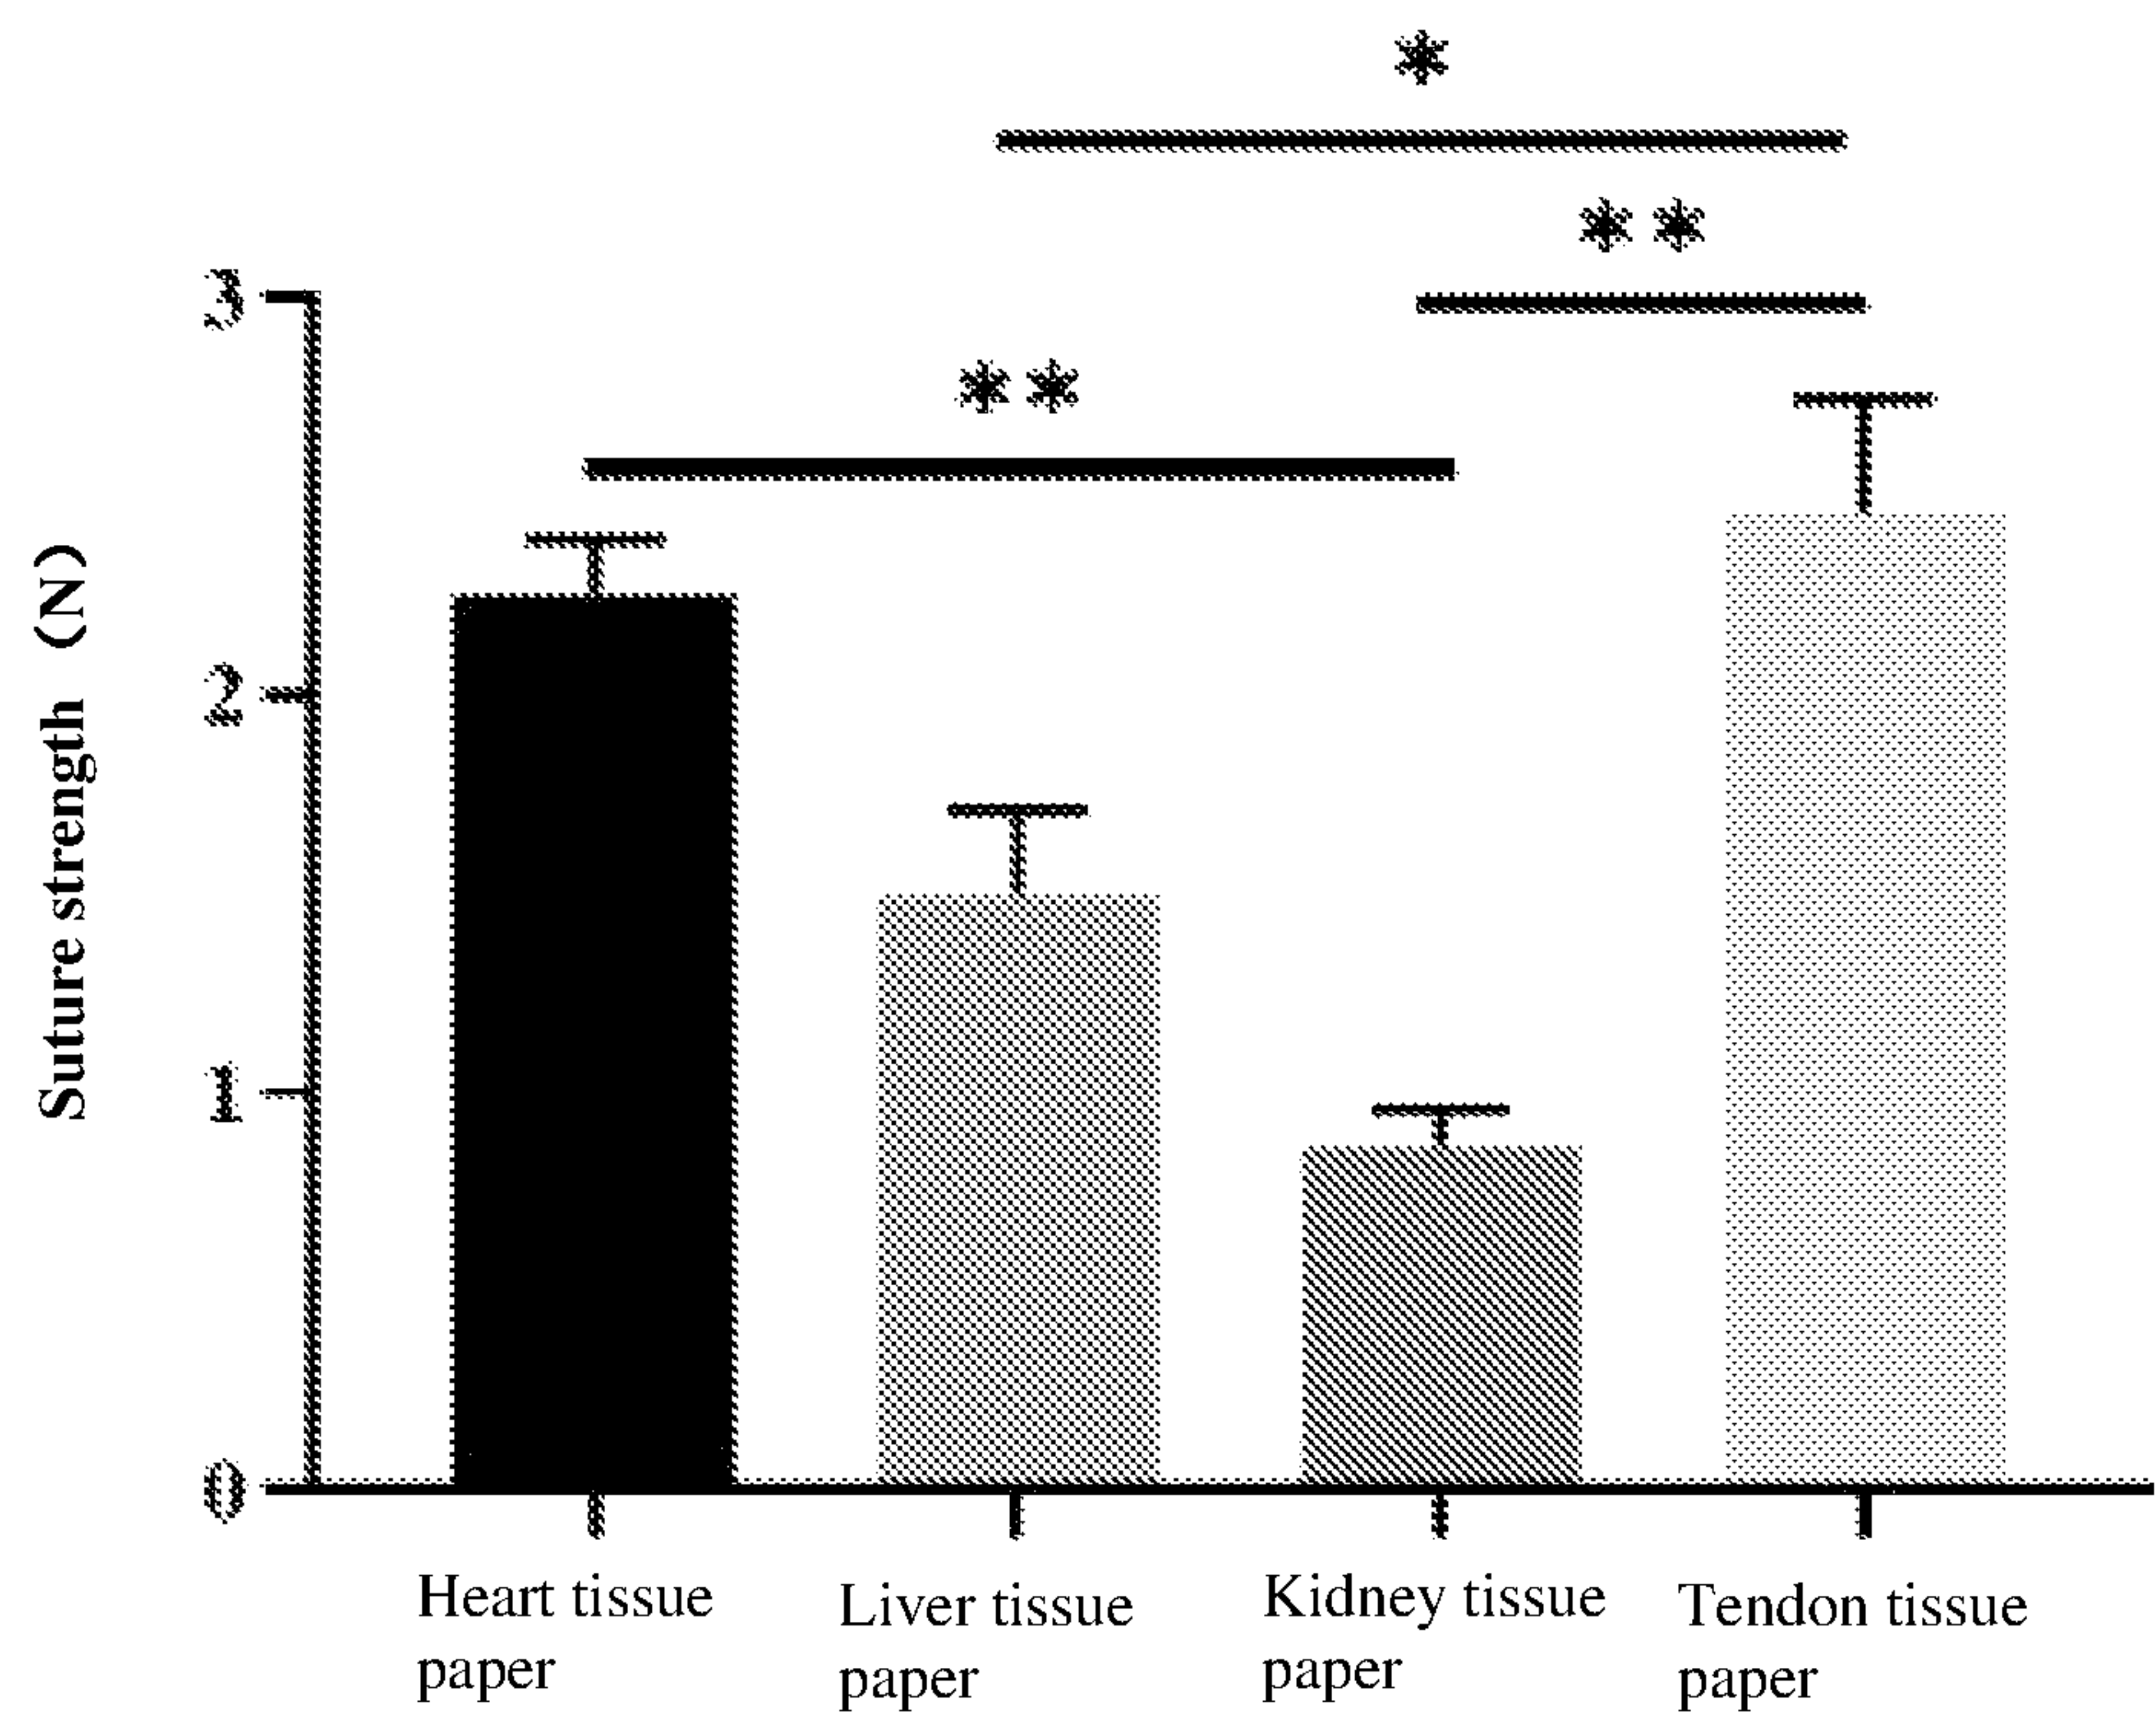 *
**
3
**
2
Suture strength (N)
1
0
Heart tissue
paper
Liver tissue
paper
Kidney tissue
paper
Tendon tissue
paper